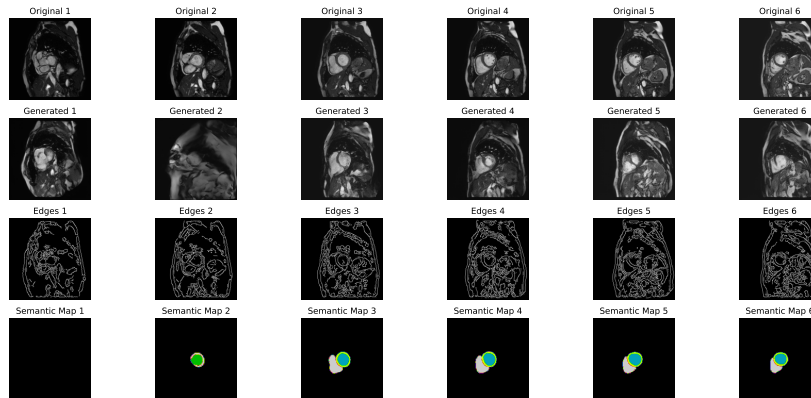 Original 1 Original 2 Original 3 Original 4 Original 5 Original 6
Generated 1 Generated 2 Generated 3 Generated 4 Generated 5 Generated 6
Edges 1 Edges 2 Edges 3 Edges 4 Edges 5 Edges 6
Semantic Map 1 Semantic Map 2 Semantic Map 3 Semantic Map 4 Semantic Map 5 Semantic Map 6